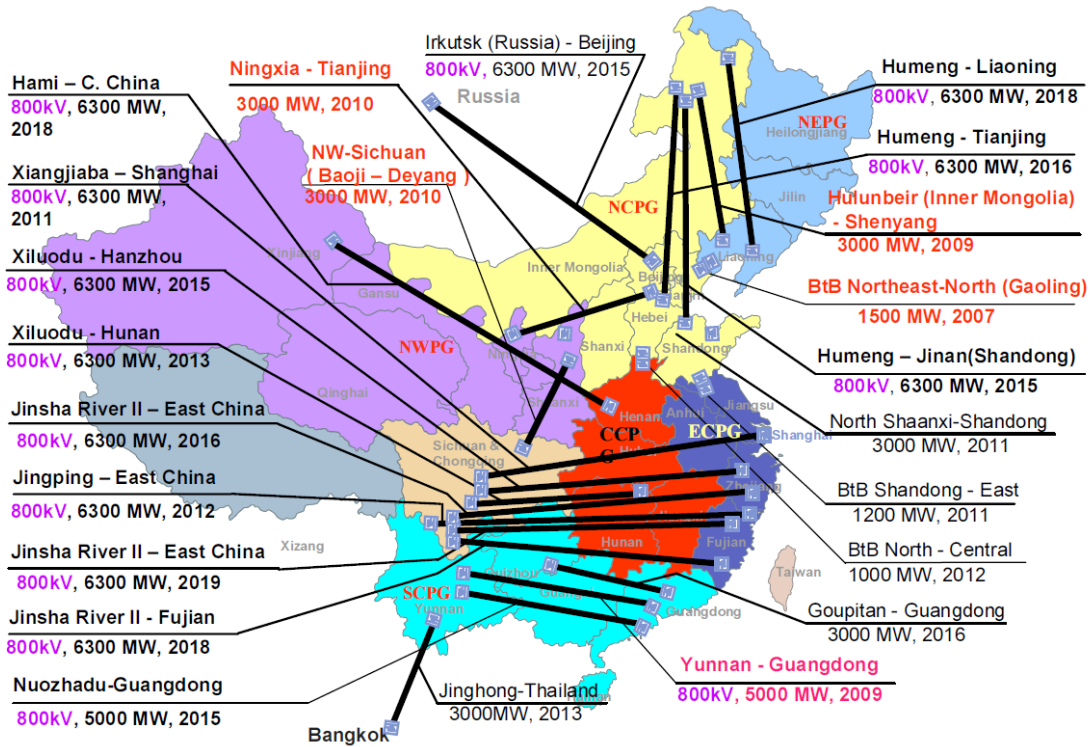 Hami – C. China
800kV, 6300 MW,
2018
Xiangjiaba – Shanghai
800kV, 6300 MW,
2011
Xiluodu - Hanzhou
800kV, 6300 MW, 2015
Xiluodu - Hunan
800kV, 6300 MW, 2013
Jinsha River II – East China
800kV, 6300 MW, 2016
Jingping – East China
800kV, 6300 MW, 2012
Jinsha River II – East China
800kV, 6300 MW, 2019
Jinsha River II - Fujian
800kV, 6300 MW, 2018
Nuozhadu-Guangdong
800kV, 5000 MW, 2015
Ningxia - Tianjing
3000 MW, 2010
NW-Sichuan
( Baoji – Deyang )
3000 MW, 2010
Irkutsk (Russia) - Beijing
800kV, 6300 MW, 2015
Russia
Humeng - Liaoning
800kV, 6300 MW, 2018
Humeng - Tianjing
800kV, 6300 MW, 2016
Hulunbeir (Inner Mongolia)
- Shenyang
3000 MW, 2009
BtB Northeast-North (Gaoling)
1500 MW, 2007
Humeng – Jinan(Shandong)
800kV, 6300 MW, 2015
North Shaanxi-Shandong
3000 MW, 2011
BtB Shandong - East
1200 MW, 2011
BtB North - Central
1000 MW, 2012
Goupitan - Guangdong
3000 MW, 2016
Yunnan - Guangdong
800kV, 5000 MW, 2009
Jinghong-Thailand
3000MW, 2013
Bangkok
NEPG
Heilongjiang
Jilin
Liaoning
NCPG
Inner Mongolia
Beijing
Hebei
Shanxi
Shandong
Xinjiang
Gansu
NWPG
Qinghai
Shaanxi
Henan
CCP
G
Anhui
Jiangsu
ECPG
Shanghai
Sichuan &
Chongqing
Zhejiang
Xizang
Hunan
Fujian
Taiwan
SCPG
Yunnan
Guizhou
Guangdong